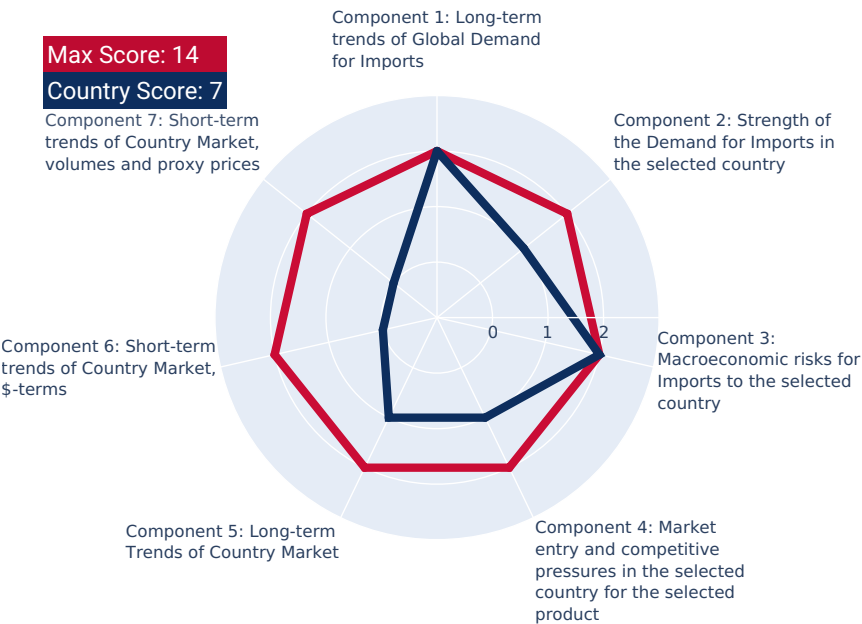 Component 1: Long-term
trends of Global Demand
for Imports
Max Score: 14
Country Score: 7
Component 7: Short-term
trends of Country Market,
volumes and proxy prices
Component 2: Strength of
the Demand for Imports in
the selected country
0
1
2
Component 3:
Macroeconomic risks for
Imports to the selected
country
Component 6: Short-term
trends of Country Market,
$-terms
Component 5: Long-term
Trends of Country Market
Component 4: Market
entry and competitive
pressures in the selected
country for the selected
product